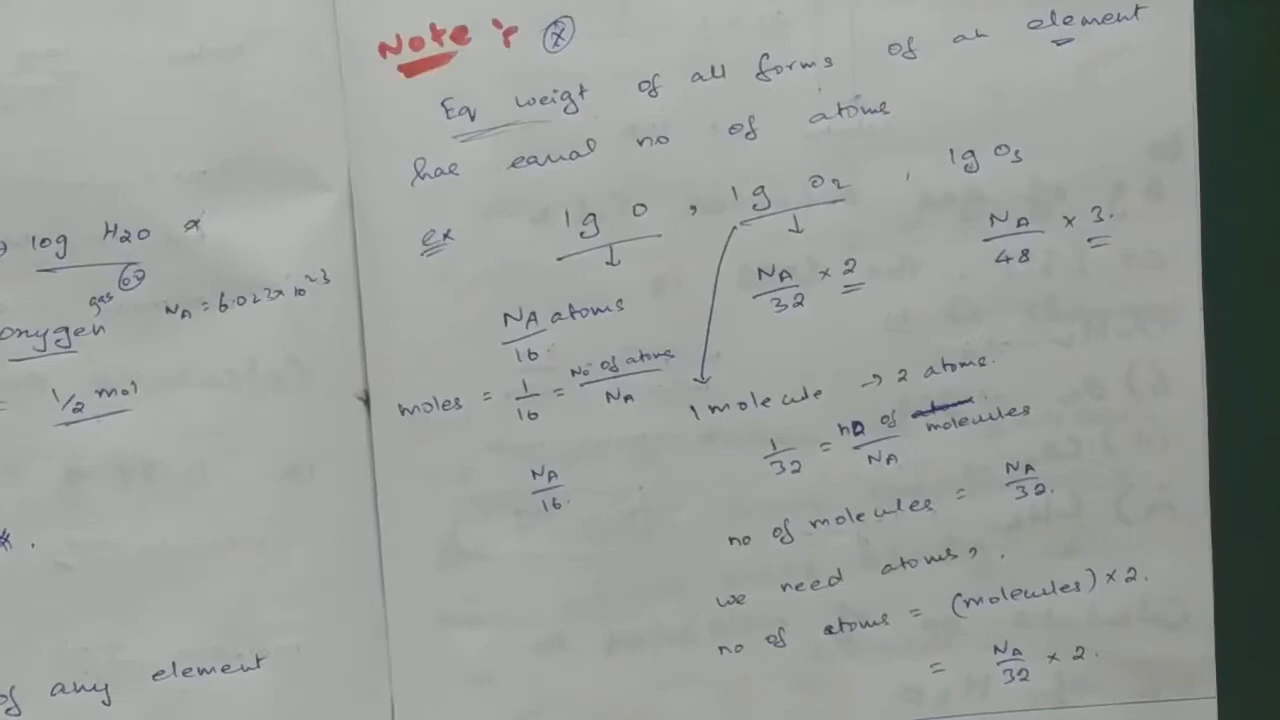 10g H2O
gas
oxygen
NA = 6.023 x 10^23
= 1/2 mol
of any element
Note :
Eq weigt of all forms of an element
has equal no of atoms
ex 1g O , 1g O2 , 1g O3
NA/16 atoms
NA/32 x 2
NA/48 x 3.
moles = 1/16 = No of atoms/NA
NA/16.
1 molecule → 2 atoms.
1/32 = no of molecules/NA
no of molecules = NA/32.
we need atoms, .
no of atoms = (molecules) x 2.
= NA/32 x 2.